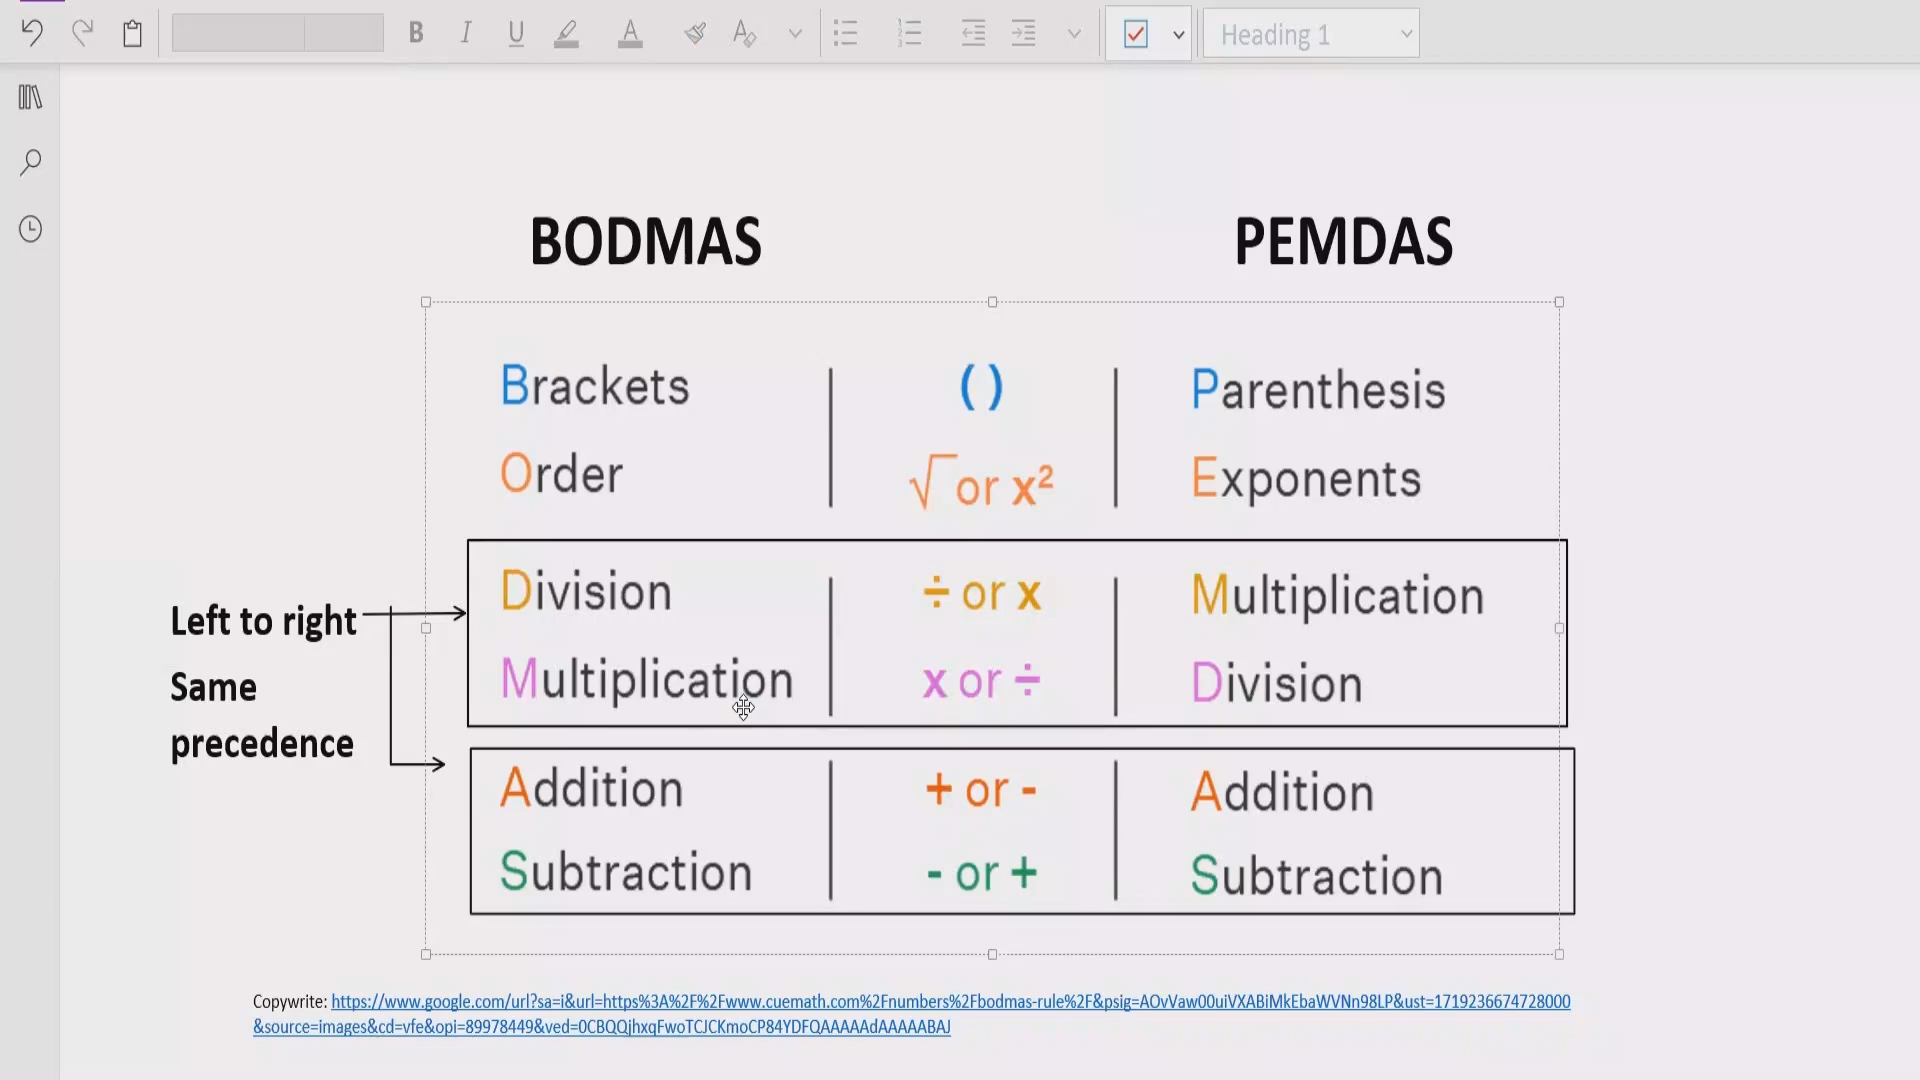 B I U A A
Heading 1
BODMAS PEMDAS
Brackets ( ) Parenthesis
Order √ or x² Exponents
Division ÷ or x Multiplication
Left to right
Multiplication x or ÷ Division
Same
precedence
Addition + or - Addition
Subtraction - or + Subtraction
Copywrite: https://www.google.com/url?sa=i&url=https%3A%2F%2Fwww.cuemath.com%2Fnumbers%2Fbodmas-rule%2F&psig=AOvVaw00uiVXABiMkEbaWVNn98LP&ust=1719236674728000
&source=images&cd=vfe&opi=89978449&ved=0CBQQjhxqFwoTCJCKmoCP84YDFQAAAAAdAAAAABAJ